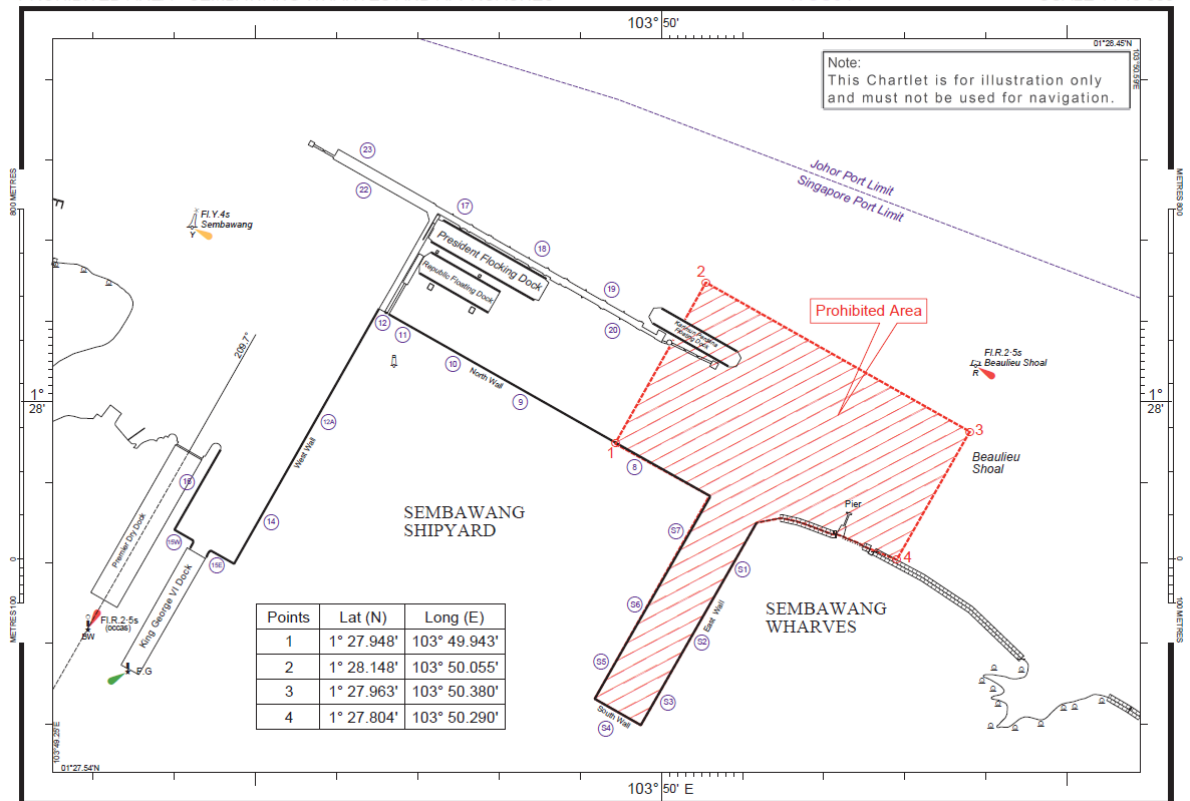 103°50'
01°28.45'N
103°50.59'E
Note:
This Chartlet is for illustration only
and must not be used for navigation.
Johor Port Limit
Singapore Port Limit
800 METRES
METRES 800
23
22
17
18
19
20
Fl.Y.4s
Sembawang
Y
President Flocking Dock
Republic Floating Dock
Floating Dock
2
Prohibited Area
Fl.R.2-5s
Beaulieu Shoal
R
12
11
10
North Wall
9
209.7°
1°
28'
1°
28'
12A
West Wall
1
8
3
Beaulieu
Shoal
16
14
SEMBAWANG
SHIPYARD
S7
Pier
4
Premier Dry Dock
15W
15E
King George VI Dock
0
0
S1
S6
East Wall
S2
SEMBAWANG
WHARVES
METRES 100
100 METRES
Fl.R.2-5s
(occas)
BW
F.G
S5
S3
South Wall
S4
Points Lat (N) Long (E)
1 1° 27.948' 103° 49.943'
2 1° 28.148' 103° 50.055'
3 1° 27.963' 103° 50.380'
4 1° 27.804' 103° 50.290'
103°49.25'E
01°27.54'N
103°50' E